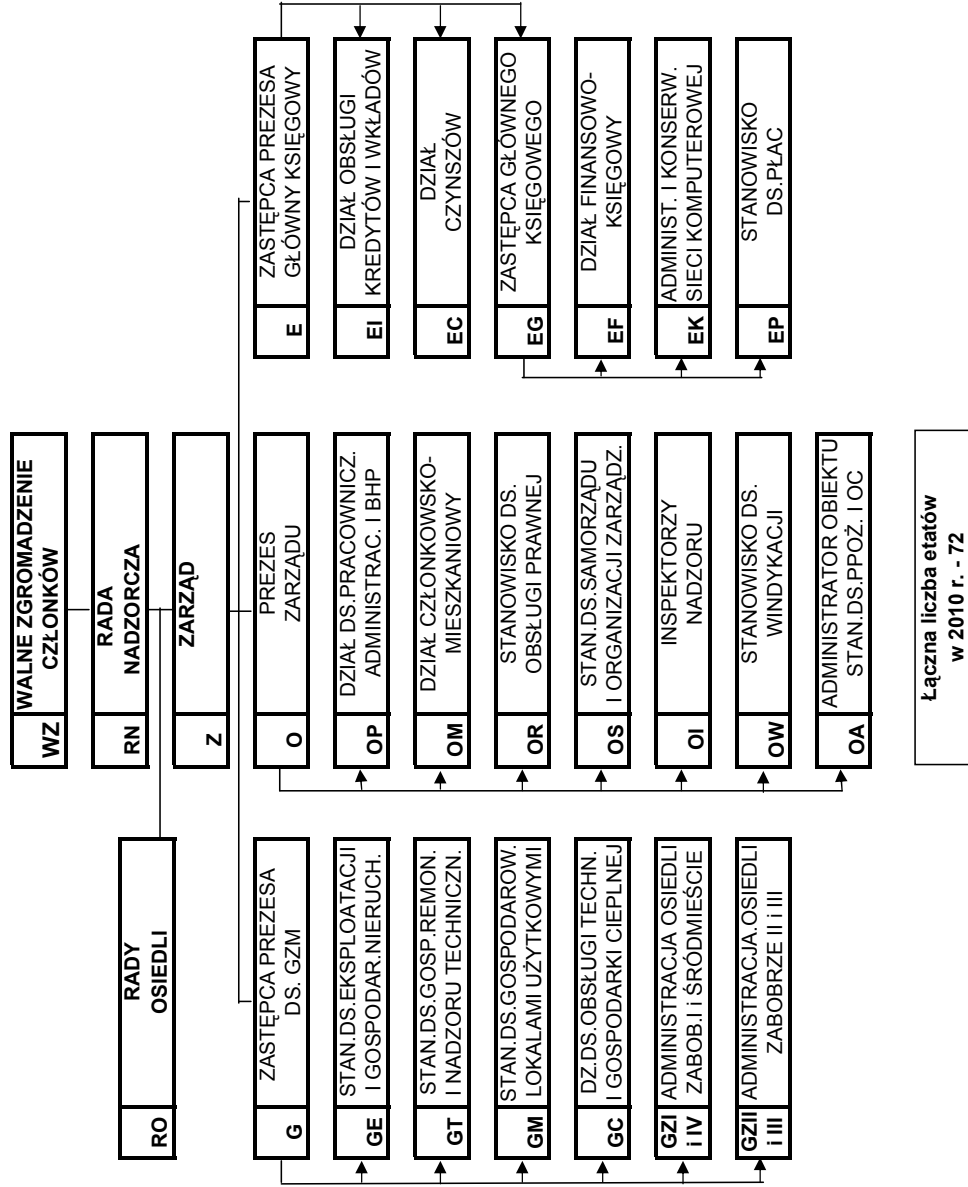 WZ
WALNE ZGROMADZENIE
CZŁONKÓW
RN
RADA
NADZORCZA
RO
RADY
OSIEDLI
Z
ZARZĄD
G
ZASTĘPCA PREZESA
DS. GZM
GE
STAN.DS.EKSPLOATACJI
I GOSPODAR.NIERUCH.
GT
STAN.DS.GOSP.REMON.
I NADZORU TECHNICZN.
GM
STAN.DS.GOSPODAROW.
LOKALAMI UŻYTKOWYMI
GC
DZ.DS.OBSŁUGI TECHN.
I GOSPODARKI CIEPLNEJ
GZI
i IV
ADMINISTRACJA OSIEDLI
ZABOB.I i ŚRÓDMIEŚCIE
GZII
i III
ADMINISTRACJA.OSIEDLI
ZABOBRZE II i III
O
PREZES
ZARZĄDU
OP
DZIAŁ DS.PRACOWNICZ.
ADMINISTRAC. I BHP
OM
DZIAŁ CZŁONKOWSKO-
MIESZKANIOWY
OR
STANOWISKO DS.
OBSŁUGI PRAWNEJ
OS
STAN.DS.SAMORZĄDU
I ORGANIZACJI ZARZĄDZ.
OI
INSPEKTORZY
NADZORU
OW
STANOWISKO DS.
WINDYKACJI
OA
ADMINISTRATOR OBIEKTU
STAN.DS.PPOŻ. I OC
E
ZASTĘPCA PREZESA
GŁÓWNY KSIĘGOWY
EI
DZIAŁ OBSŁUGI
KREDYTÓW I WKŁADÓW
EC
DZIAŁ
CZYNSZÓW
EG
ZASTĘPCA GŁÓWNEGO
KSIĘGOWEGO
EF
DZIAŁ FINANSOWO-
KSIĘGOWY
EK
ADMINIST. I KONSERW.
SIECI KOMPUTEROWEJ
EP
STANOWISKO
DS.PŁAC
Łączna liczba etatów
w 2010 r. - 72